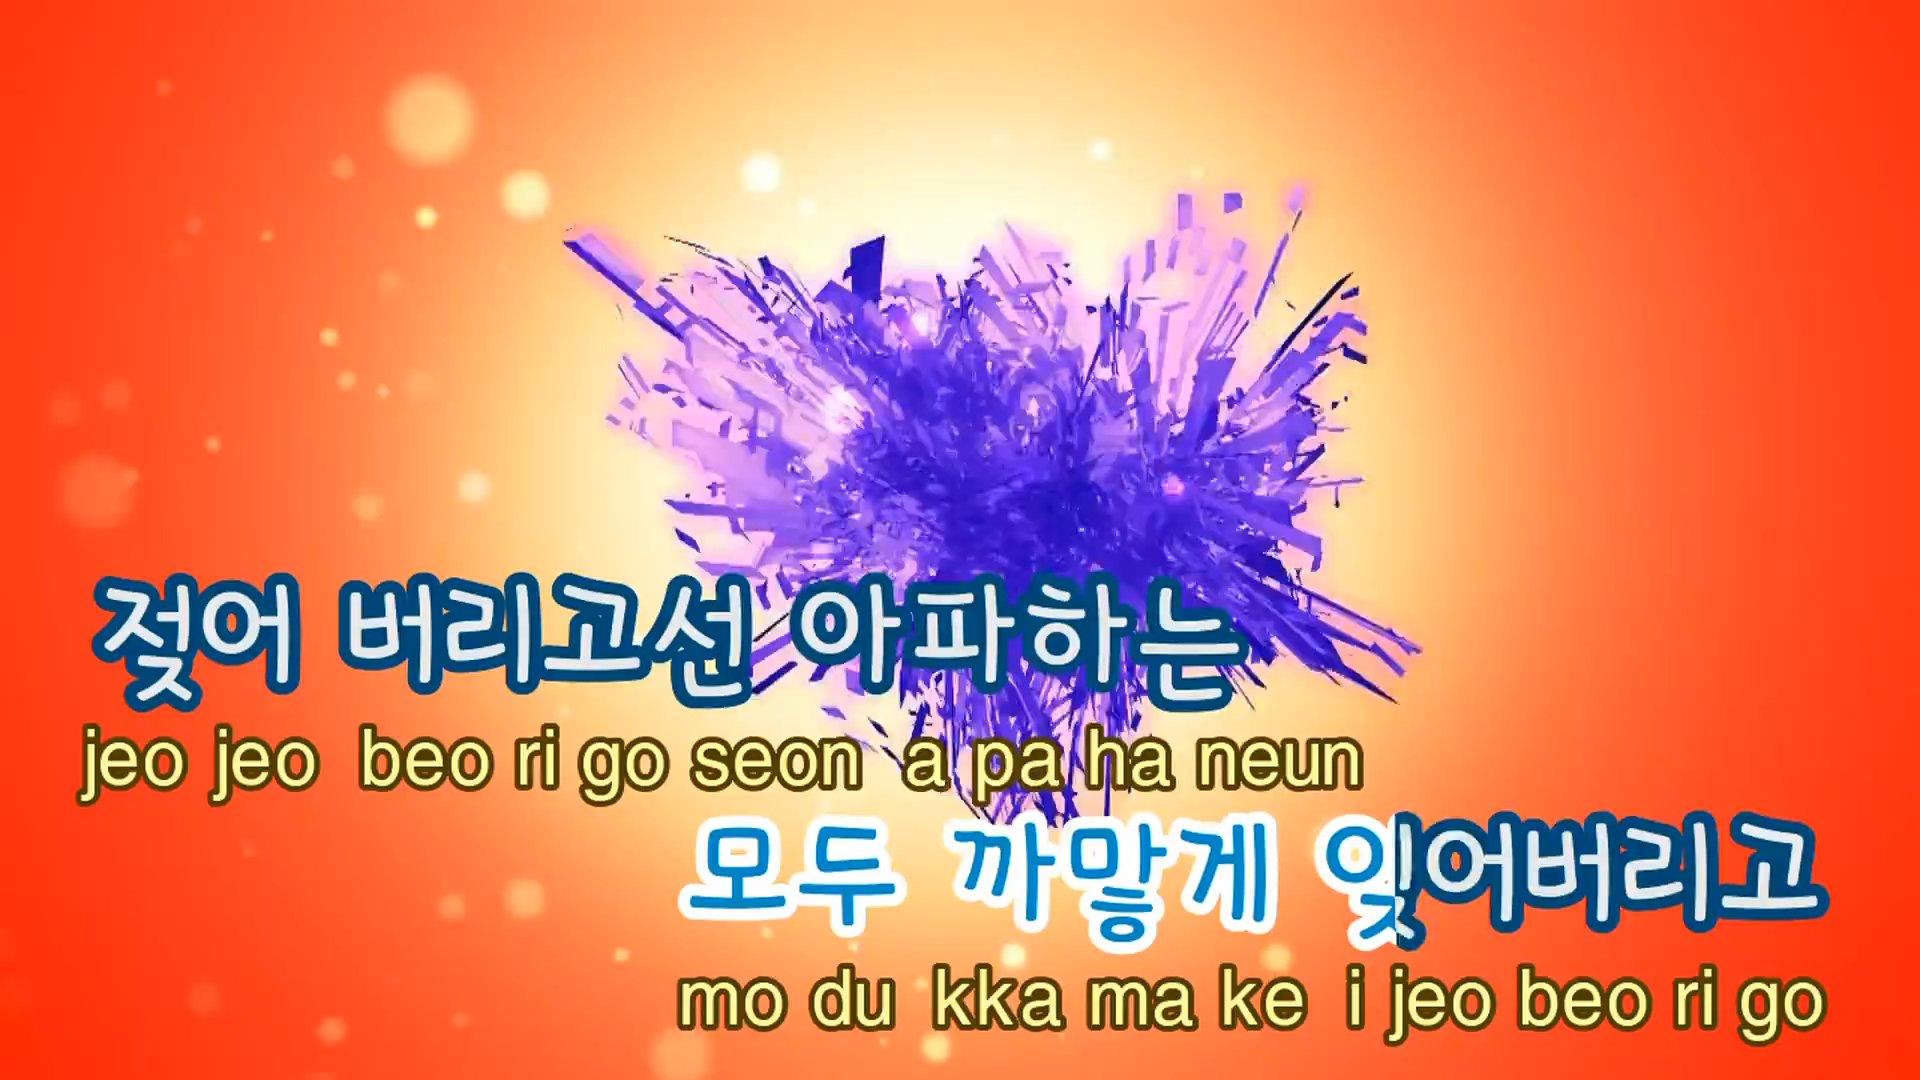 젖어 버리고선 아파하는
jeo jeo beo ri go seon a pa ha neun
모두 까맣게 잊어버리고
mo du kka ma ke i jeo beo ri go